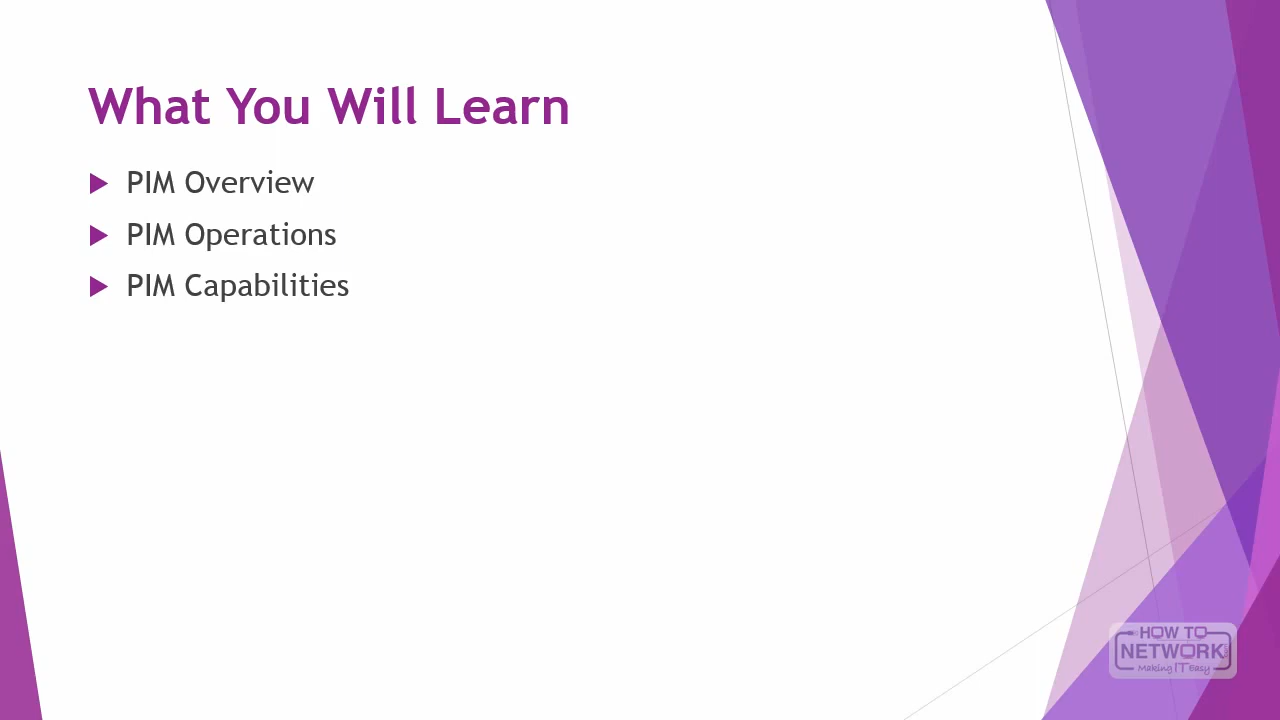 What You Will Learn
PIM Overview
PIM Operations
PIM Capabilities
HOW TO
NETWORK
Making IT Easy